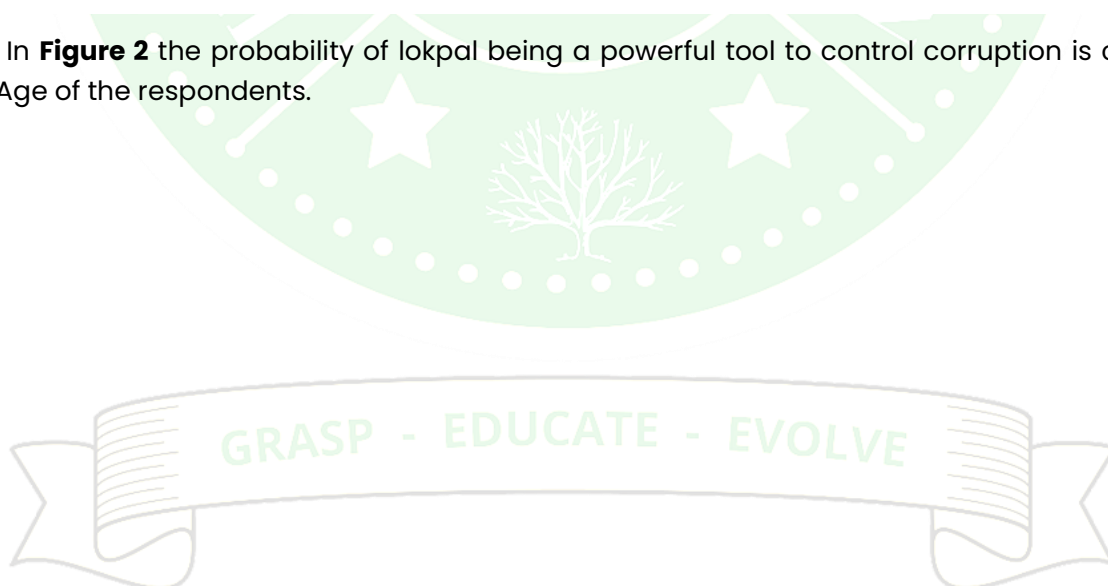 In Figure 2 the probability of lokpal being a powerful tool to control corruption is
Age of the respondents.
GRASP - EDUCATE - EVOLVE